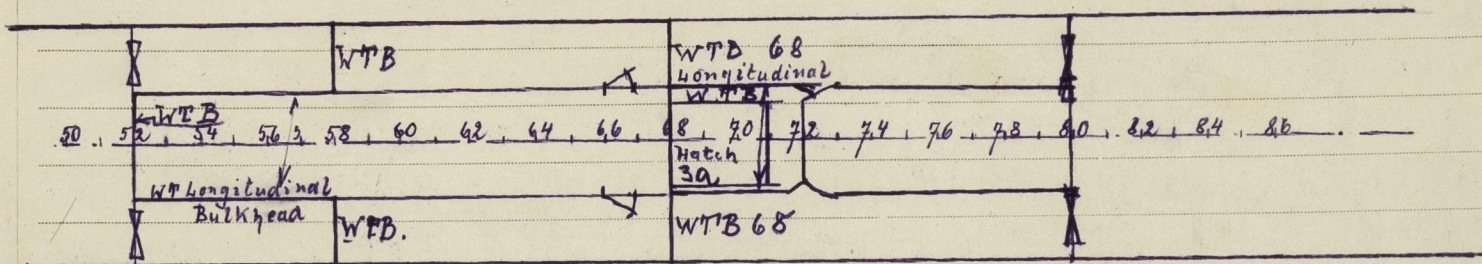 WTB
WTB 68
Longitudinal
WTB
WTB
50 52 54 56 58 60 62 64 66 68 70 72 74 76 78 80 82 84 86
Hatch
3a
WT Longitudinal
Bulkhead
WTB.
WTB 68